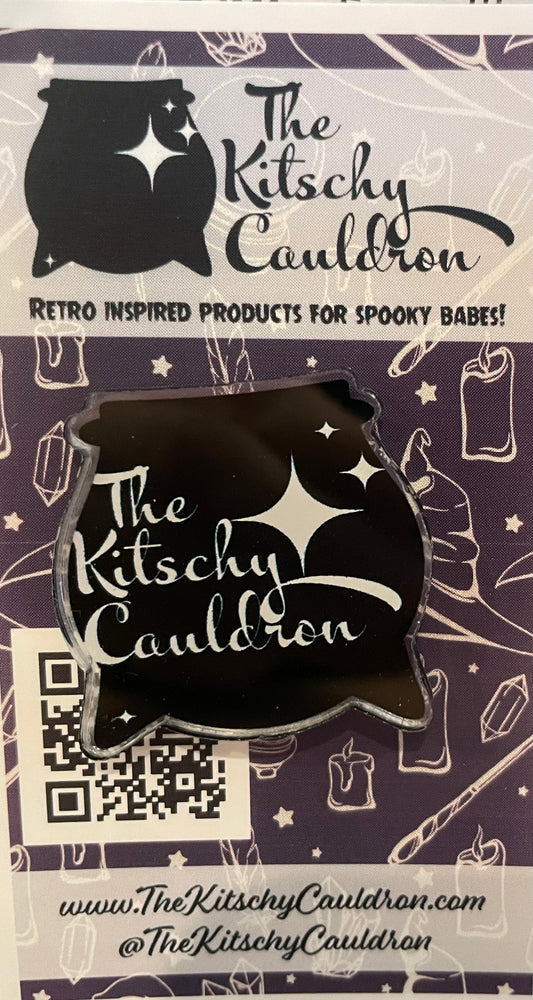 The
Kitschy
Cauldron
RETRO INSPIRED PRODUCTS FOR SPOOKY BABES!
The
Kitschy
Cauldron
www.TheKitschyCauldron.com
@TheKitschyCauldron